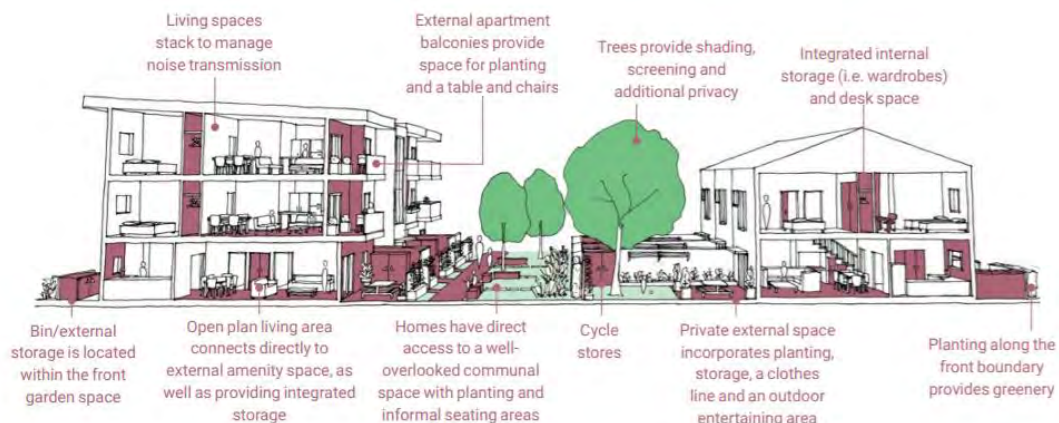 Living spaces
stack to manage
noise transmission
External apartment
balconies provide
space for planting
and a table and chairs
Trees provide shading,
screening and
additional privacy
Integrated internal
storage (i.e. wardrobes)
and desk space
Bin/external
storage is located
within the front
garden space
Open plan living area
connects directly to
external amenity space, as
well as providing integrated
storage
Homes have direct
access to a well-
overlooked communal
space with planting and
informal seating areas
Cycle
stores
Private external space
incorporates planting,
storage, a clothes
line and an outdoor
entertaining area
Planting along the
front boundary
provides greenery